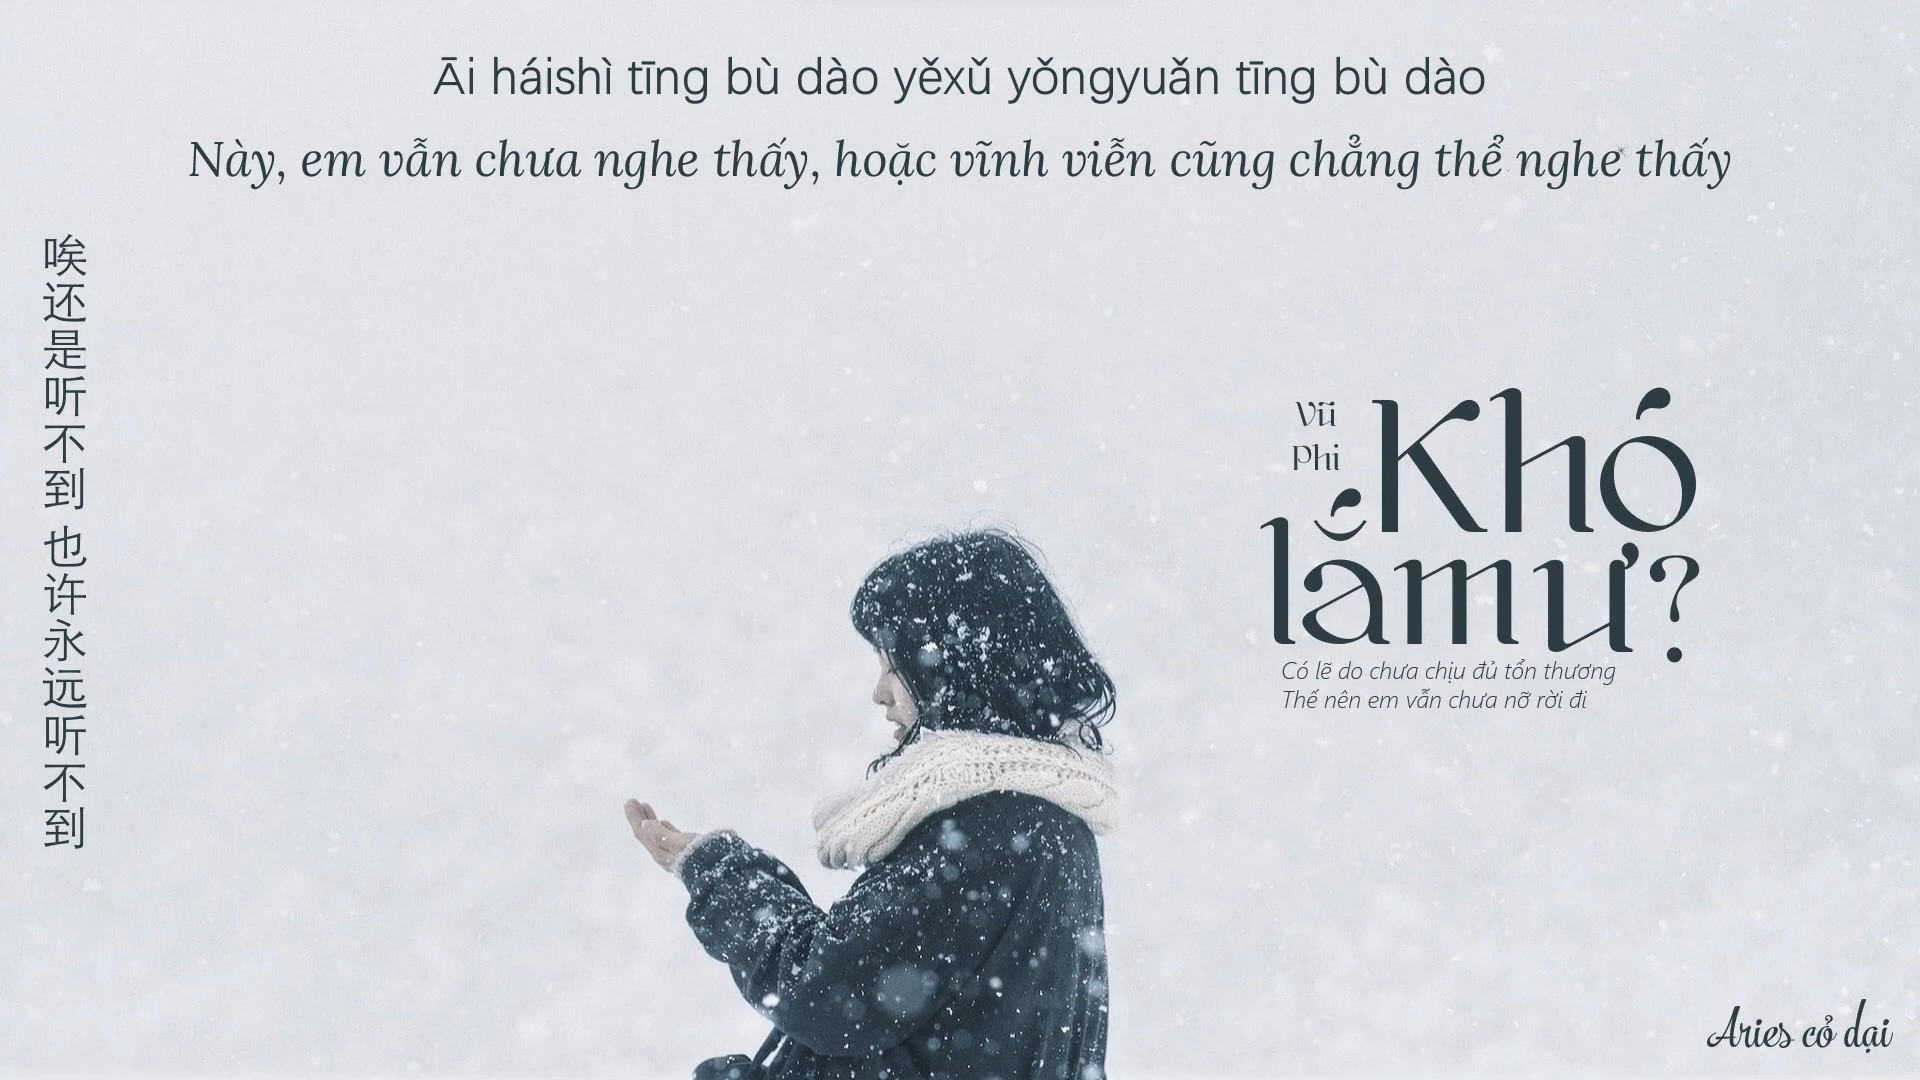 Āi háishì tīng bù dào yěxǔ yǒngyuǎn tīng bù dào
Này, em vẫn chưa nghe thấy, hoặc vĩnh viễn cũng chẳng thể nghe thấy
唉还是听不到 也许永远听不到
Vũ
Phi
Khó
lắm ư?
Có lẽ do chưa chịu đủ tổn thương
Thế nên em vẫn chưa nỡ rời đi
Aries cỏ dại